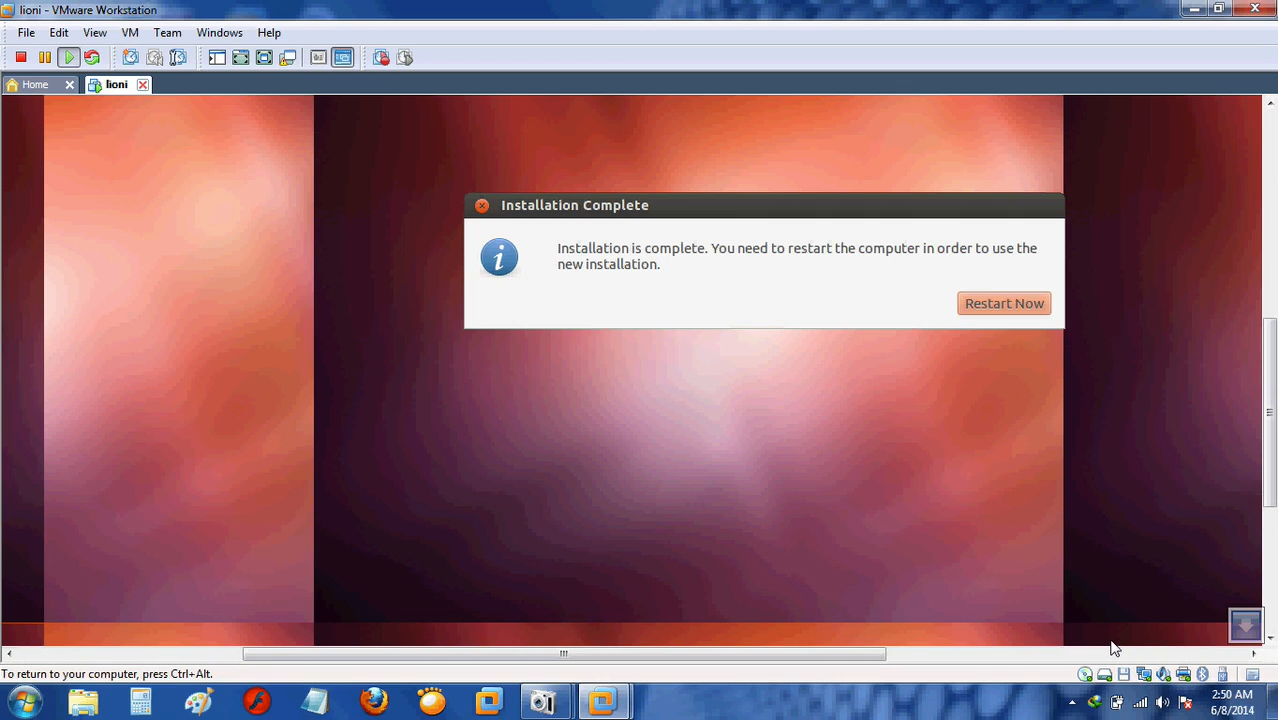 lioni - VMware Workstation
File Edit View VM Team Windows Help
Home lioni
Installation Complete
Installation is complete. You need to restart the computer in order to use the
new installation.
Restart Now
To return to your computer, press Ctrl+Alt.
2:50 AM
6/8/2014